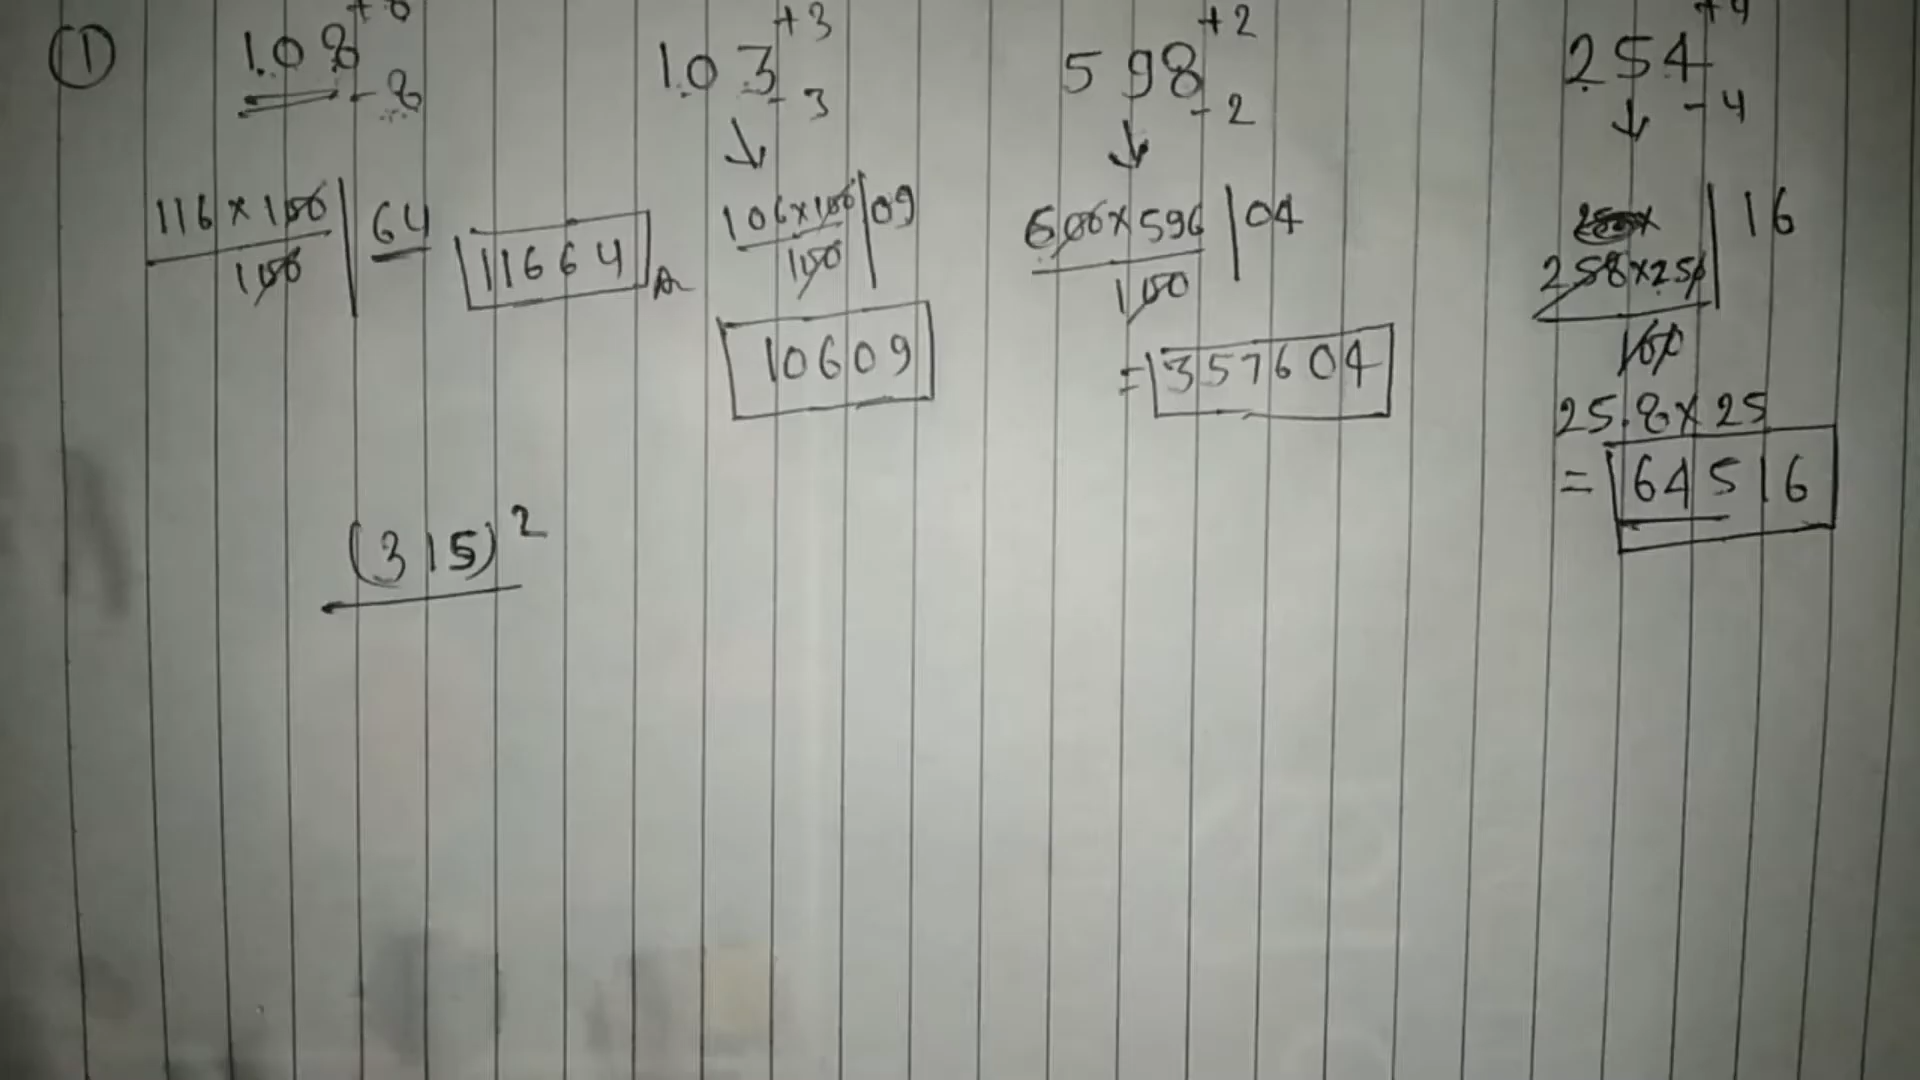 ① 108 +8 -8
116 × 100 / 100 | 64 11664 A
103 +3 -3
↓
106 × 100 / 100 | 09
10609
598 +2 -2
↓
600 × 596 / 100 | 04
= 357604
254 +4 -4
↓
258 × 250 / 100 | 16
25.8 × 25
= 64516
(315)²